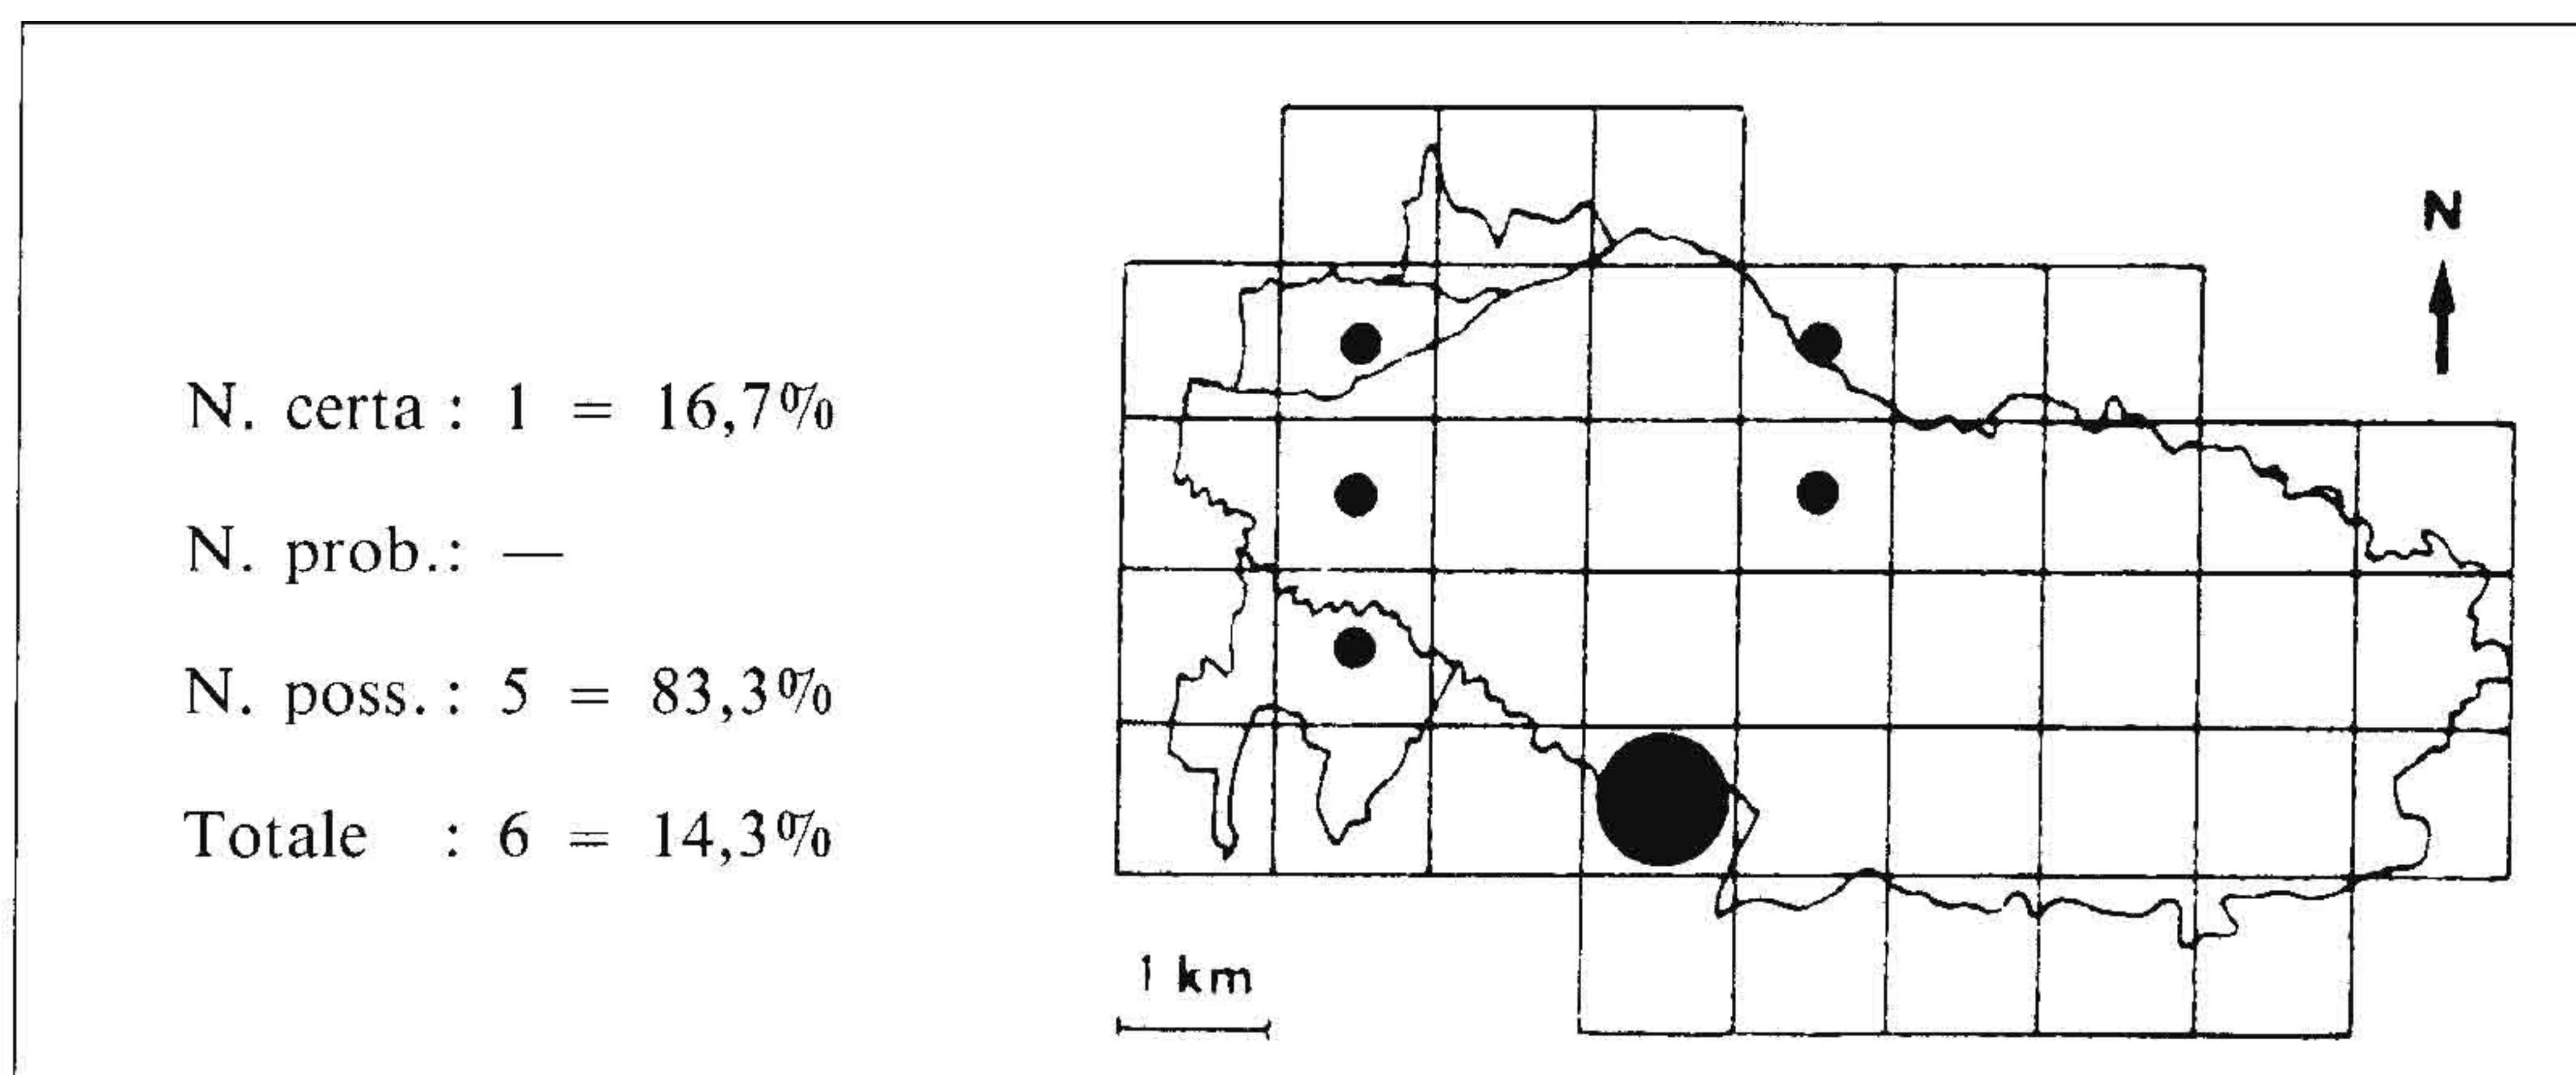 N. certa : 1 = 16,7%
N. prob.: —
N. poss. : 5 = 83,3%
Totale : 6 = 14,3%
N
1 km